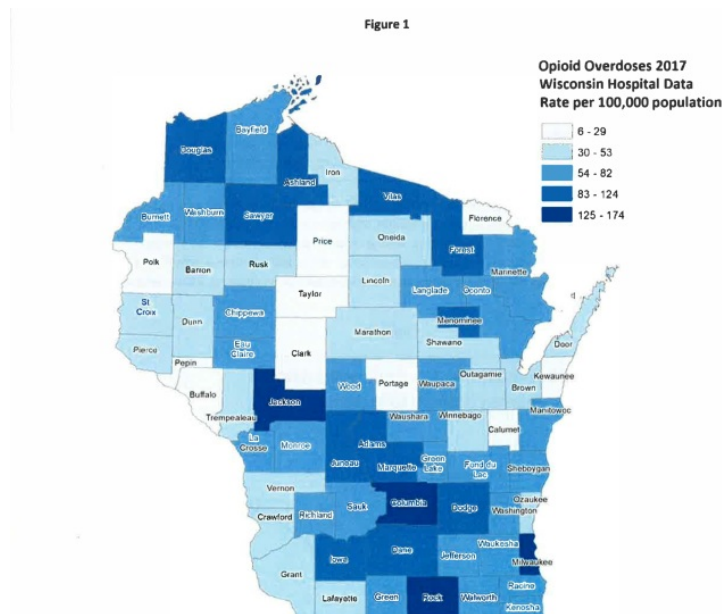 Figure 1
Opioid Overdoses 2017
Wisconsin Hospital Data
Rate per 100,000 population
6 - 29
30 - 53
54 - 82
83 - 124
125 - 174
Bayfield
Douglas
Iron
Ashland
Vilas
Burnett
Washburn
Sawyer
Florence
Price
Oneida
Forest
Polk
Barron
Rusk
Marinette
Lincoln
Langlade
Oconto
Taylor
St
Croix
Chippewa
Dunn
Menominee
Marathon
Shawano
Door
Pierce
Eau
Claire
Clark
Pepin
Wood
Portage
Waupaca
Outagamie
Brown
Kewaunee
Buffalo
Trempealeau
Jackson
Waushara
Winnebago
Calumet
Manitowoc
La
Crosse
Monroe
Adams
Juneau
Marquette
Green
Lake
Fond du
Lac
Sheboygan
Vernon
Columbia
Dodge
Ozaukee
Washington
Crawford
Richland
Sauk
Iowa
Dane
Jefferson
Waukesha
Milwaukee
Grant
Lafayette
Green
Rock
Walworth
Racine
Kenosha